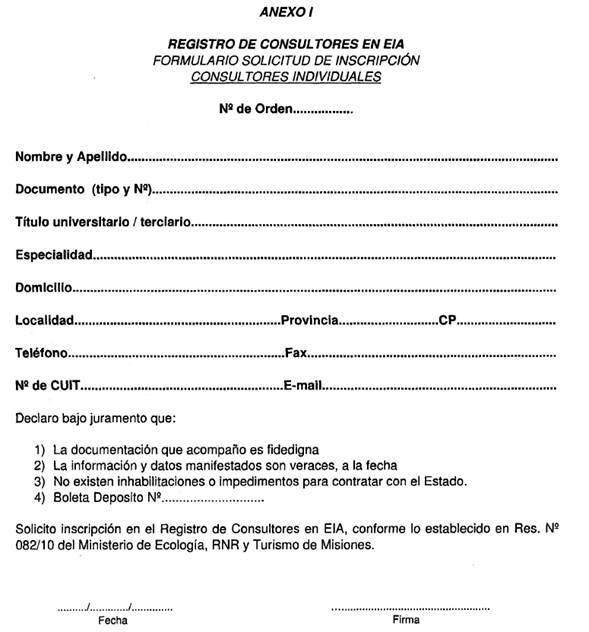 ANEXO I
REGISTRO DE CONSULTORES EN EIA
FORMULARIO SOLICITUD DE INSCRIPCIÓN
CONSULTORES INDIVIDUALES
Nº de Orden.................
Nombre y Apellido...........................................................
Documento (tipo y Nº)...........................................................
Título universitario / terciario...........................................................
Especialidad...........................................................
Domicilio...........................................................
Localidad..................................Provincia.........................CP.........................
Teléfono..................................Fax..................................
Nº de CUIT..................................E-mail..................................
Declaro bajo juramento que:
1) La documentación que acompaño es fidedigna
2) La información y datos manifestados son veraces, a la fecha
3) No existen inhabilitaciones o impedimentos para contratar con el Estado.
4) Boleta Deposito Nº............................
Solicito inscripción en el Registro de Consultores en EIA, conforme lo establecido en Res. Nº
082/10 del Ministerio de Ecología, RNR y Turismo de Misiones.
........./............/............ ..........................................
Fecha Firma